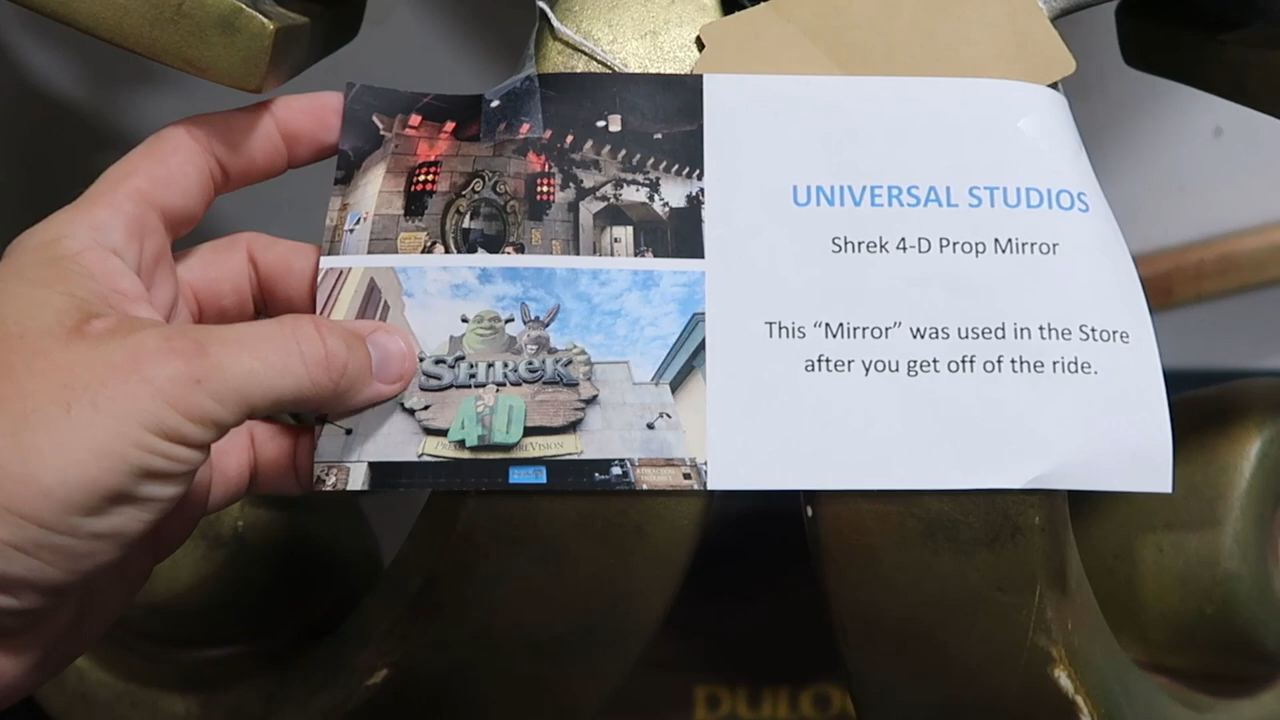 UNIVERSAL STUDIOS
Shrek 4-D Prop Mirror
This “Mirror” was used in the Store
after you get off of the ride.
SHREK
4-D